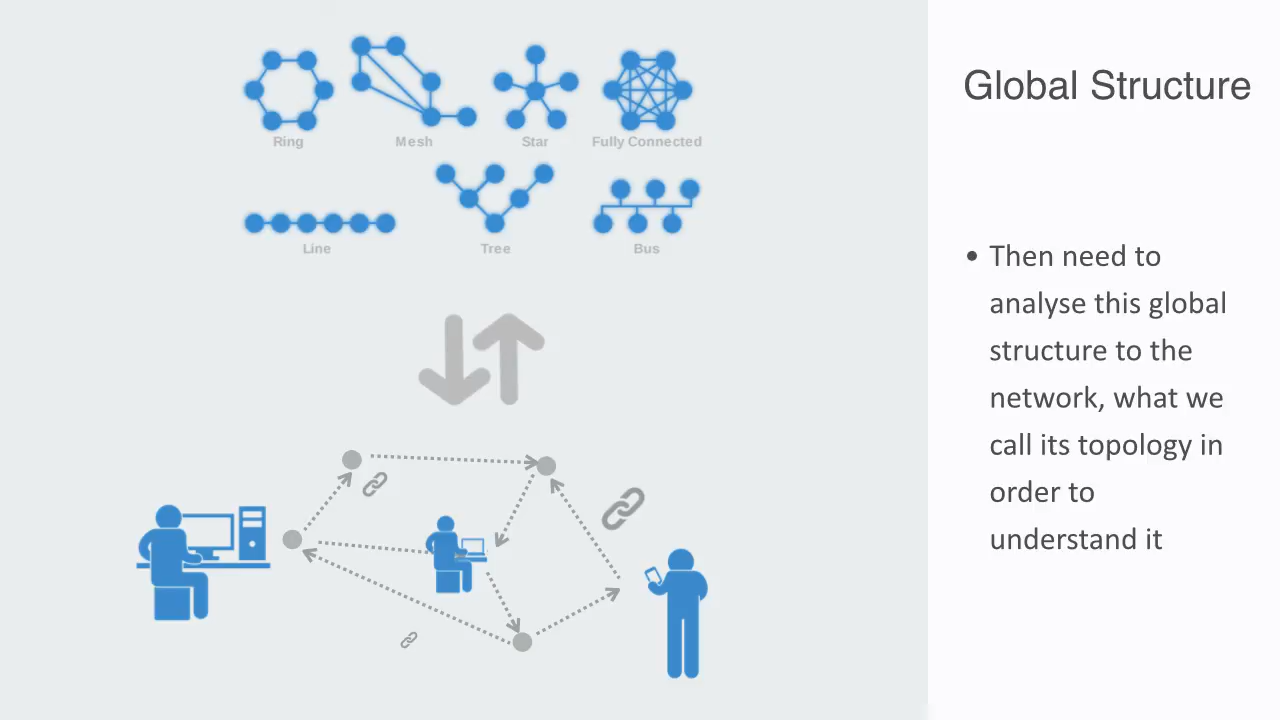 Global Structure
Ring
Mesh
Star
Fully Connected
Line
Tree
Bus
• Then need to
analyse this global
structure to the
network, what we
call its topology in
order to
understand it